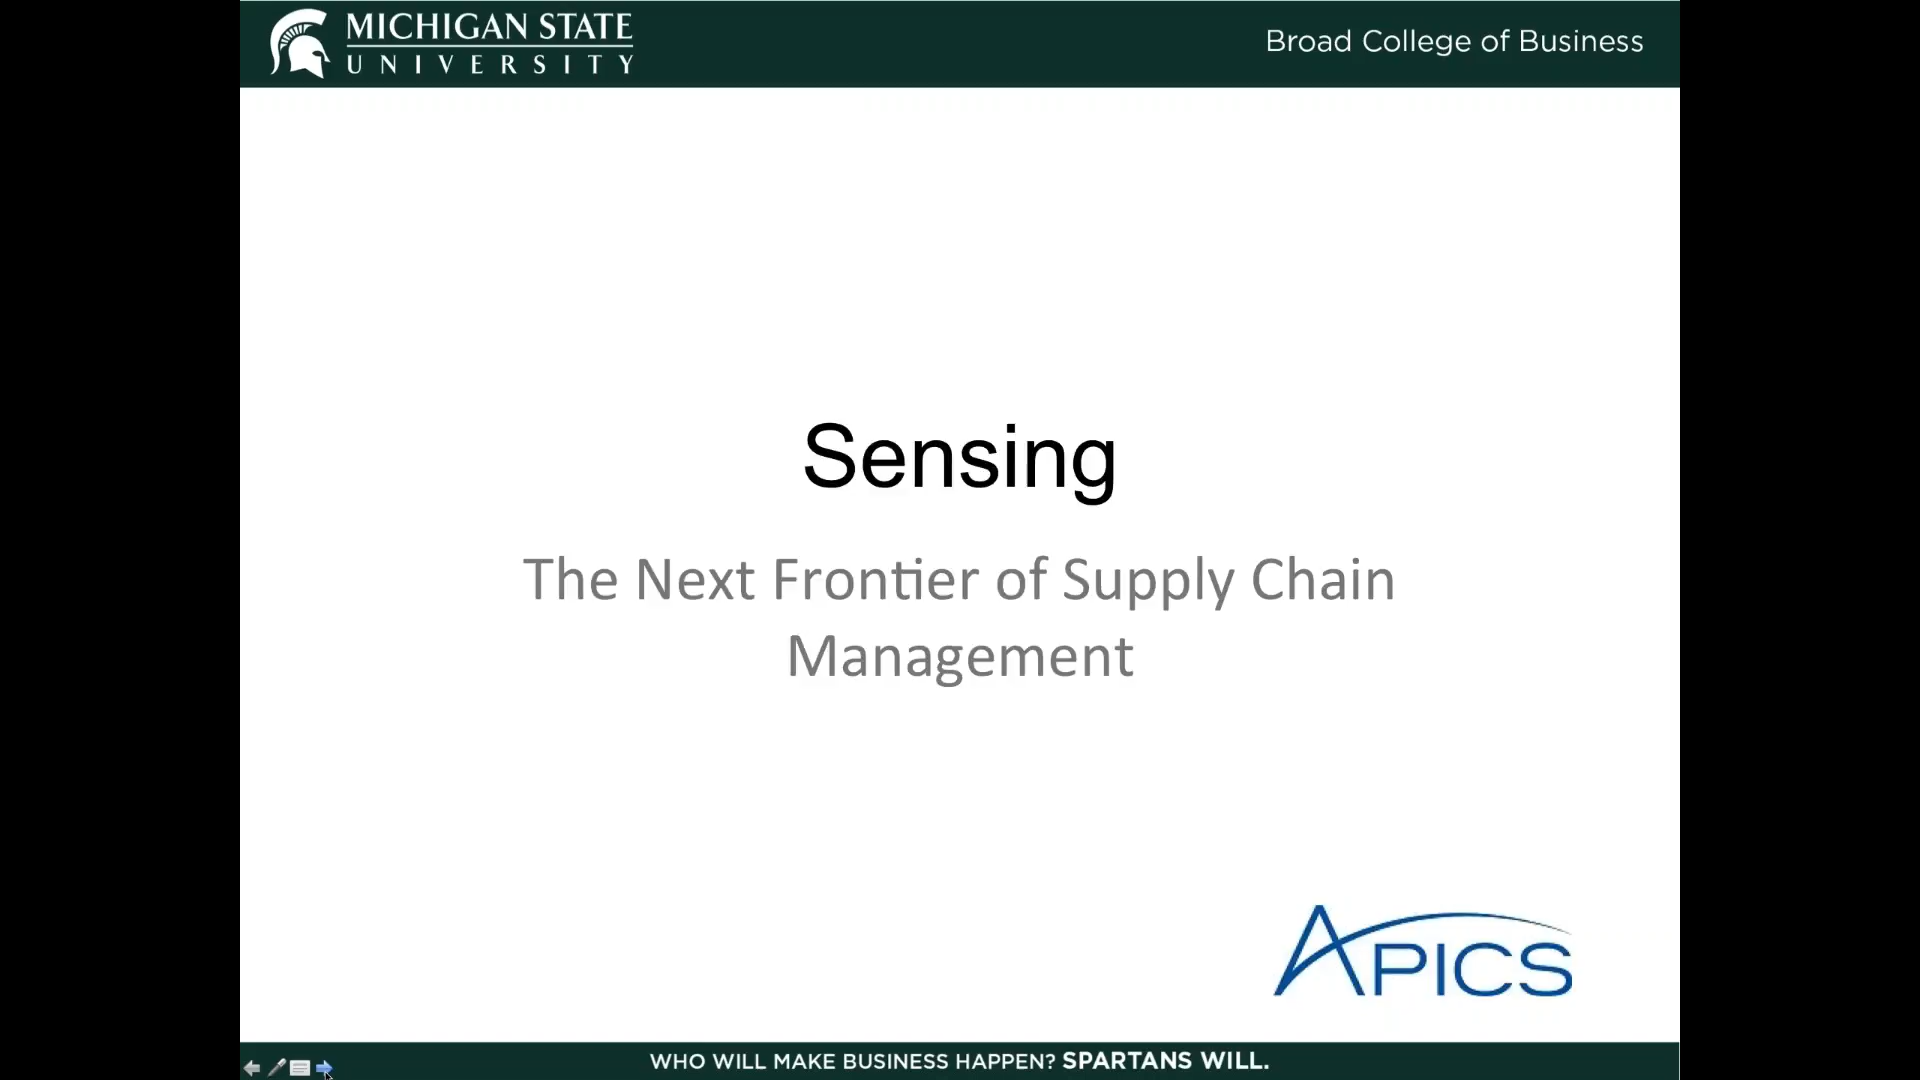 MICHIGAN STATE
UNIVERSITY
Broad College of Business
Sensing
The Next Frontier of Supply Chain
Management
APICS
WHO WILL MAKE BUSINESS HAPPEN? SPARTANS WILL.